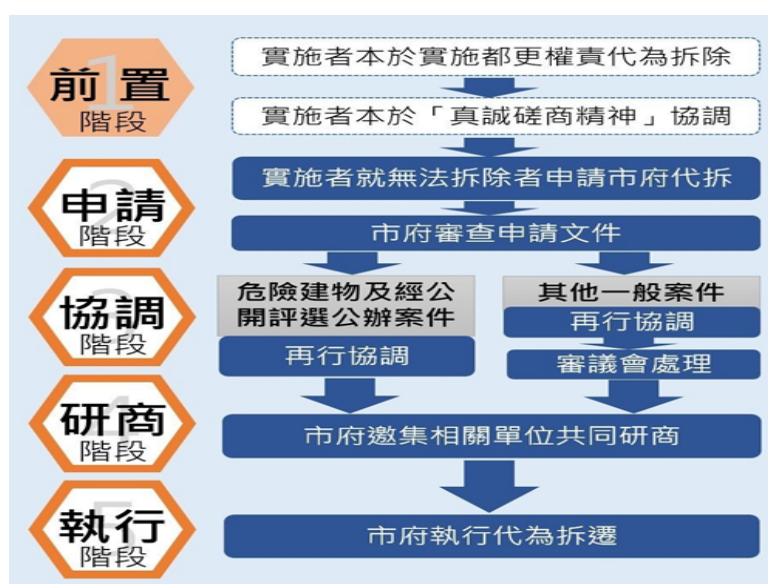 1
前置
階段
實施者本於實施都更權責代為拆除
實施者本於「真誠磋商精神」協調
2
申請
階段
實施者就無法拆除者申請市府代拆
市府審查申請文件
3
協調
階段
危險建物及經公
開評選公辦案件
再行協調
其他一般案件
再行協調
審議會處理
4
研商
階段
市府邀集相關單位共同研商
5
執行
階段
市府執行代為拆遷